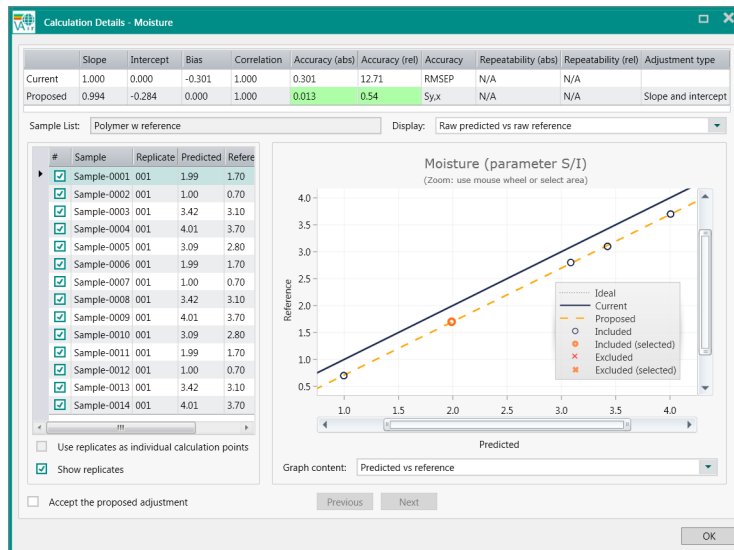 Calculation Details - Moisture
Slope Intercept Bias Correlation Accuracy (abs) Accuracy (rel) Accuracy Repeatability (abs) Repeatability (rel) Adjustment type
Current 1.000 0.000 -0.301 1.000 0.301 12.71 RMSEP N/A N/A
Proposed 0.994 -0.284 0.000 1.000 0.013 0.54 Sy,x N/A N/A Slope and intercept
Sample List: Polymer w reference Display: Raw predicted vs raw reference
# Sample Replicate Predicted Refere
Sample-0001 001 1.99 1.70
Sample-0002 001 1.00 0.70
Sample-0003 001 3.42 3.10
Sample-0004 001 4.01 3.70
Sample-0005 001 3.09 2.80
Sample-0006 001 1.99 1.70
Sample-0007 001 1.00 0.70
Sample-0008 001 3.42 3.10
Sample-0009 001 4.01 3.70
Sample-0010 001 3.09 2.80
Sample-0011 001 1.99 1.70
Sample-0012 001 1.00 0.70
Sample-0013 001 3.42 3.10
Sample-0014 001 4.01 3.70
Use replicates as individual calculation points
Show replicates
Moisture (parameter S/I)
(Zoom: use mouse wheel or select area)
Reference
4.0
3.5
3.0
2.5
2.0
1.5
1.0
0.5
Ideal
Current
Proposed
Included
Included (selected)
Excluded
Excluded (selected)
1.0 1.5 2.0 2.5 3.0 3.5 4.0
Predicted
Graph content: Predicted vs reference
Accept the proposed adjustment
Previous Next
OK